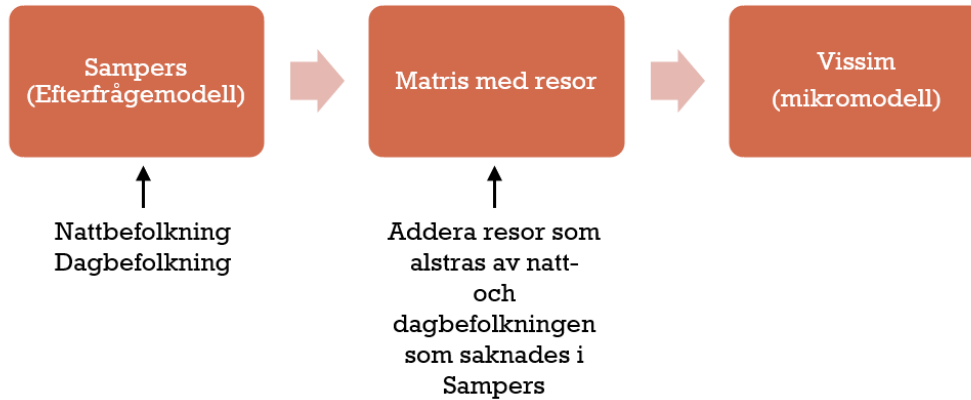 Sampers
(Efterfrågemodell)
Matris med resor
Vissim
(mikromodell)
Nattbefolkning
Dagbefolkning
Addera resor som
alstras av natt-
och
dagbefolkningen
som saknades i
Sampers